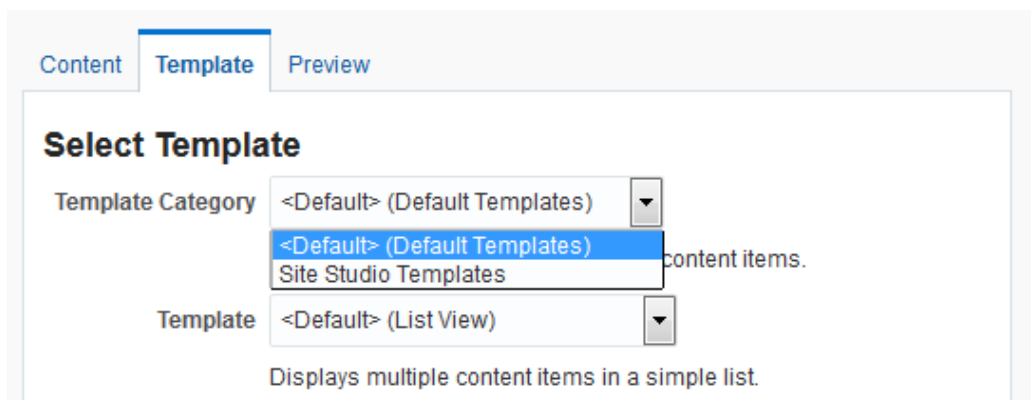 Content Template Preview
Select Template
Template Category <Default> (Default Templates)
<Default> (Default Templates)
content items.
Site Studio Templates
Template <Default> (List View)
Displays multiple content items in a simple list.